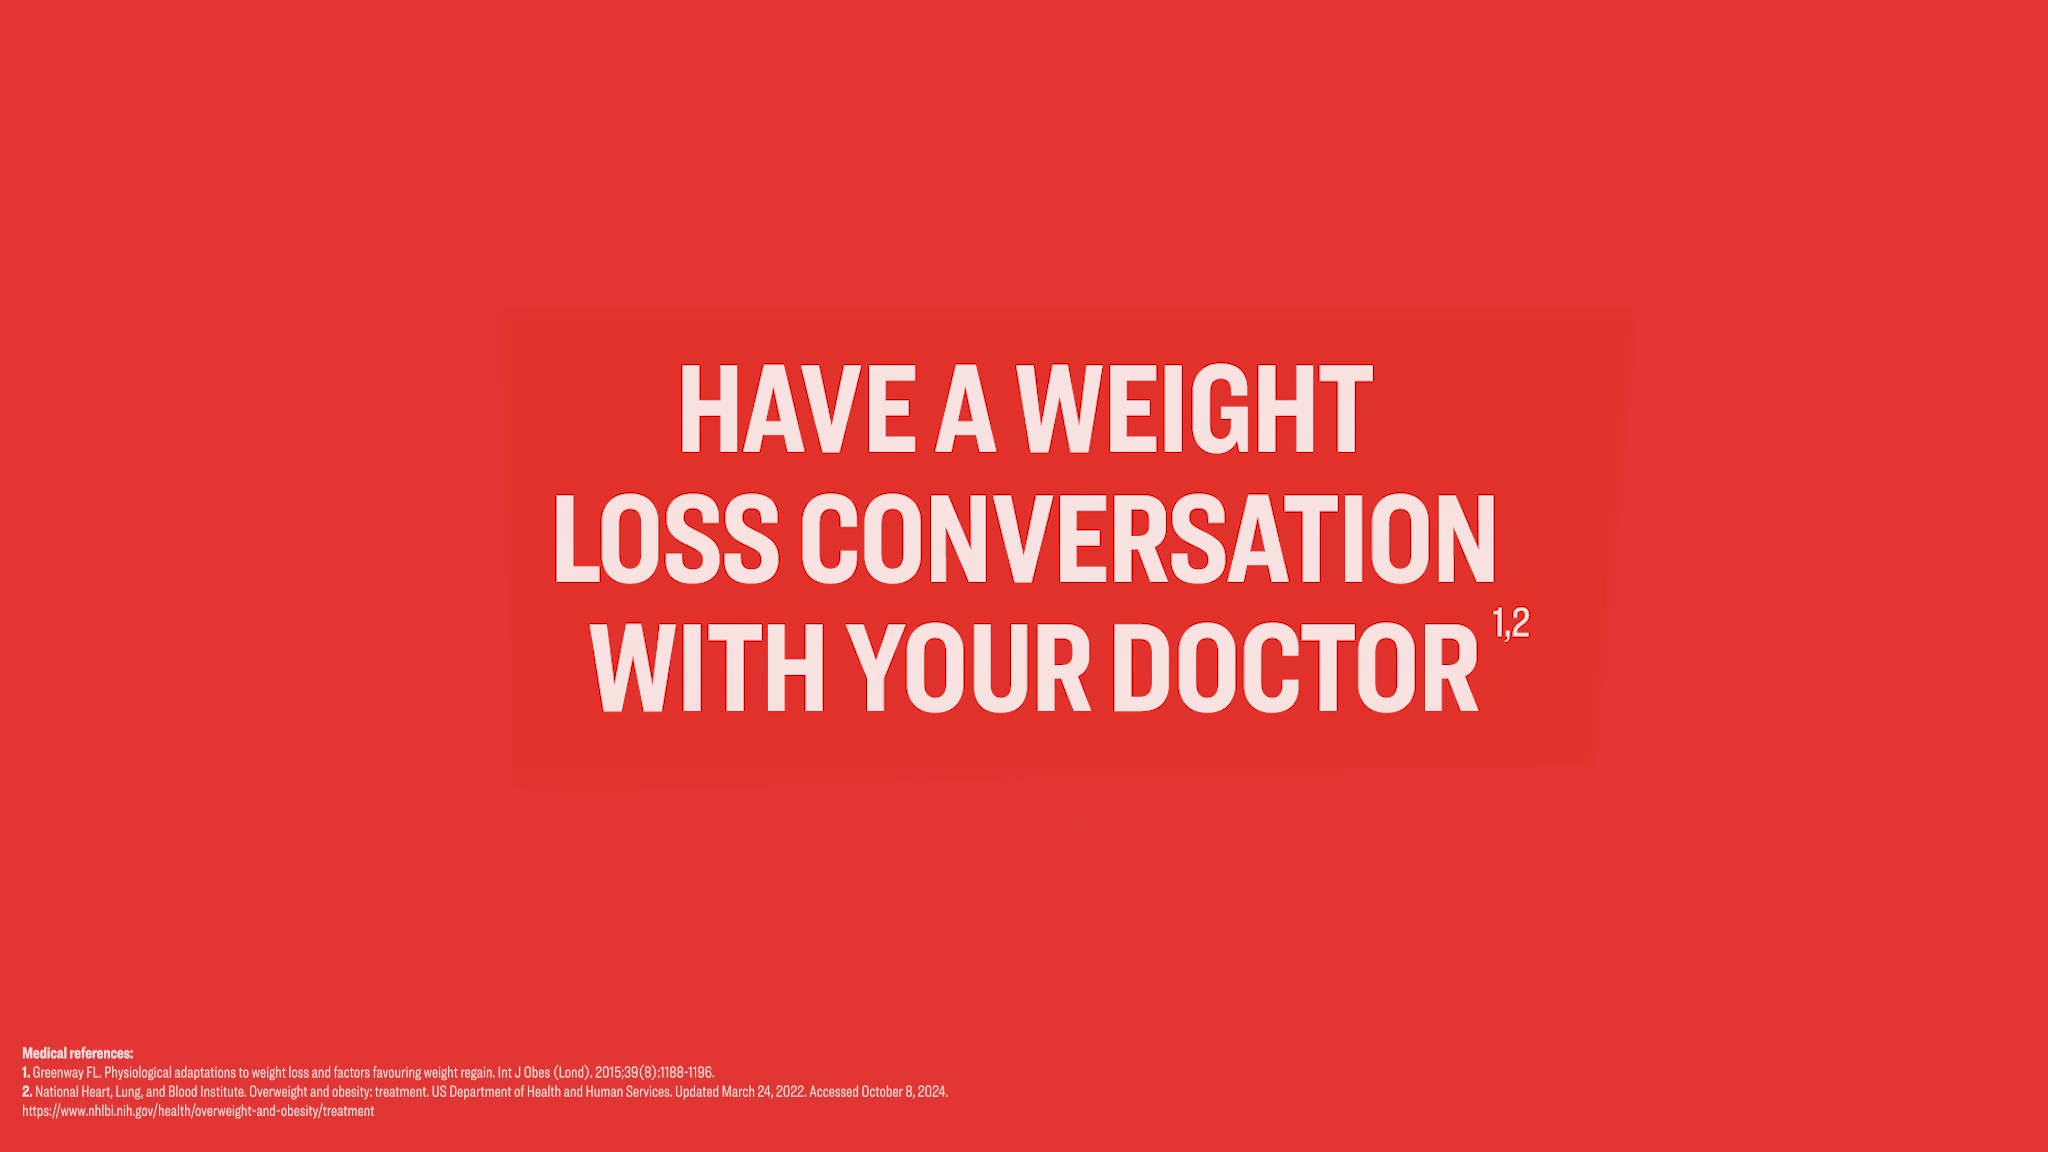 HAVE A WEIGHT
LOSS CONVERSATION
WITH YOUR DOCTOR 1,2
Medical references:
1. Greenway FL. Physiological adaptations to weight loss and factors favouring weight regain. Int J Obes (Lond). 2015;39(8):1188-1196.
2. National Heart, Lung, and Blood Institute. Overweight and obesity: treatment. US Department of Health and Human Services. Updated March 24, 2022. Accessed October 8, 2024.
https://www.nhlbi.nih.gov/health/overweight-and-obesity/treatment